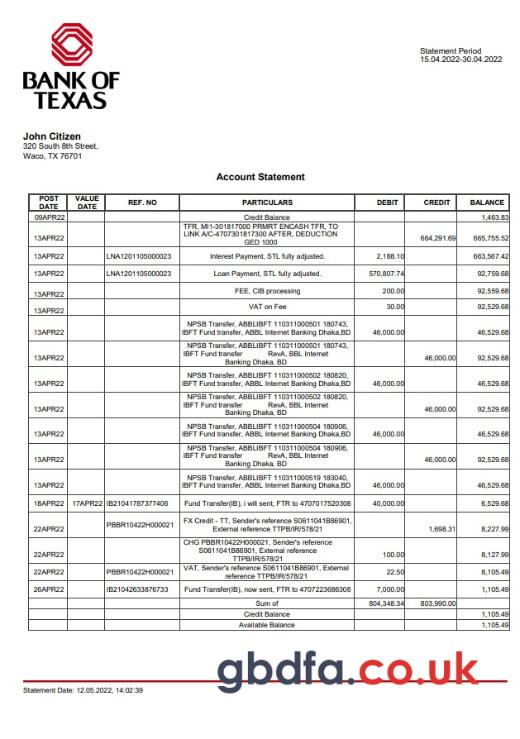 Statement Period
15.04.2022-30.04.2022
BANK OF
TEXAS
John Citizen
320 South 8th Street,
Waco, TX 76701
Account Statement
POST DATE VALUE DATE REF. NO PARTICULARS DEBIT CREDIT BALANCE
09APR22 Credit Balance 1,463.83
TFR, MI1-301817000 PRMRT ENCASH TFR, TO
LINK A/C-4707301817300 AFTER, DEDUCTION
GED 1000
13APR22 664,291.69 665,755.52
13APR22 LNA1201105000023 Interest Payment, STL fully adjusted. 2,188.10 663,567.42
13APR22 LNA1201105000023 Loan Payment, STL fully adjusted. 570,807.74 92,759.68
13APR22 FEE, CIB processing 200.00 92,559.68
13APR22 VAT on Fee 30.00 92,529.68
NPSB Transfer, ABBLIBFT 110311000501 180743,
13APR22 IBFT Fund transfer, ABBL Internet Banking Dhaka,BD 46,000.00 46,529.68
NPSB Transfer, ABBLIBFT 110311000501 180743,
IBFT Fund transfer RevA, BBL Internet
Banking Dhaka, BD
13APR22 46,000.00 92,529.68
NPSB Transfer, ABBLIBFT 110311000502 180820,
13APR22 IBFT Fund transfer, ABBL Internet Banking Dhaka,BD 46,000.00 46,529.68
NPSB Transfer, ABBLIBFT 110311000502 180820,
IBFT Fund transfer RevA, BBL Internet
Banking Dhaka, BD
13APR22 46,000.00 92,529.68
NPSB Transfer, ABBLIBFT 110311000504 180906,
13APR22 IBFT Fund transfer, ABBL Internet Banking Dhaka,BD 46,000.00 46,529.68
NPSB Transfer, ABBLIBFT 110311000504 180906,
IBFT Fund transfer RevA, BBL Internet
Banking Dhaka, BD
13APR22 46,000.00 92,529.68
NPSB Transfer, ABBLIBFT 110311000519 183040,
13APR22 IBFT Fund transfer, ABBL Internet Banking Dhaka,BD 46,000.00 46,529.68
18APR22 17APR22 IB21041787377406 Fund Transfer(IB), i will sent, FTR to 4707017520308 40,000.00 6,529.68
PBBR10422H000021 FX Credit - TT, Sender's reference S0611041B86901,
External reference TTPB/IR/578/21
22APR22 1,698.31 8,227.99
CHG PBBR10422H000021, Sender's reference
S0611041B86901, External reference
TTPB/IR/578/21
22APR22 100.00 8,127.99
VAT, Sender's reference S0611041B86901, External
reference TTPB/IR/578/21
22APR22 PBBR10422H000021 22.50 8,105.49
26APR22 IB21042633876733 Fund Transfer(IB), now sent, FTR to 4707223686308 7,000.00 1,105.49
Sum of 804,348.34 803,990.00
Credit Balance 1,105.49
Available Balance 1,105.49
gbdfa.co.uk
Statement Date: 12.05.2022, 14:02:39